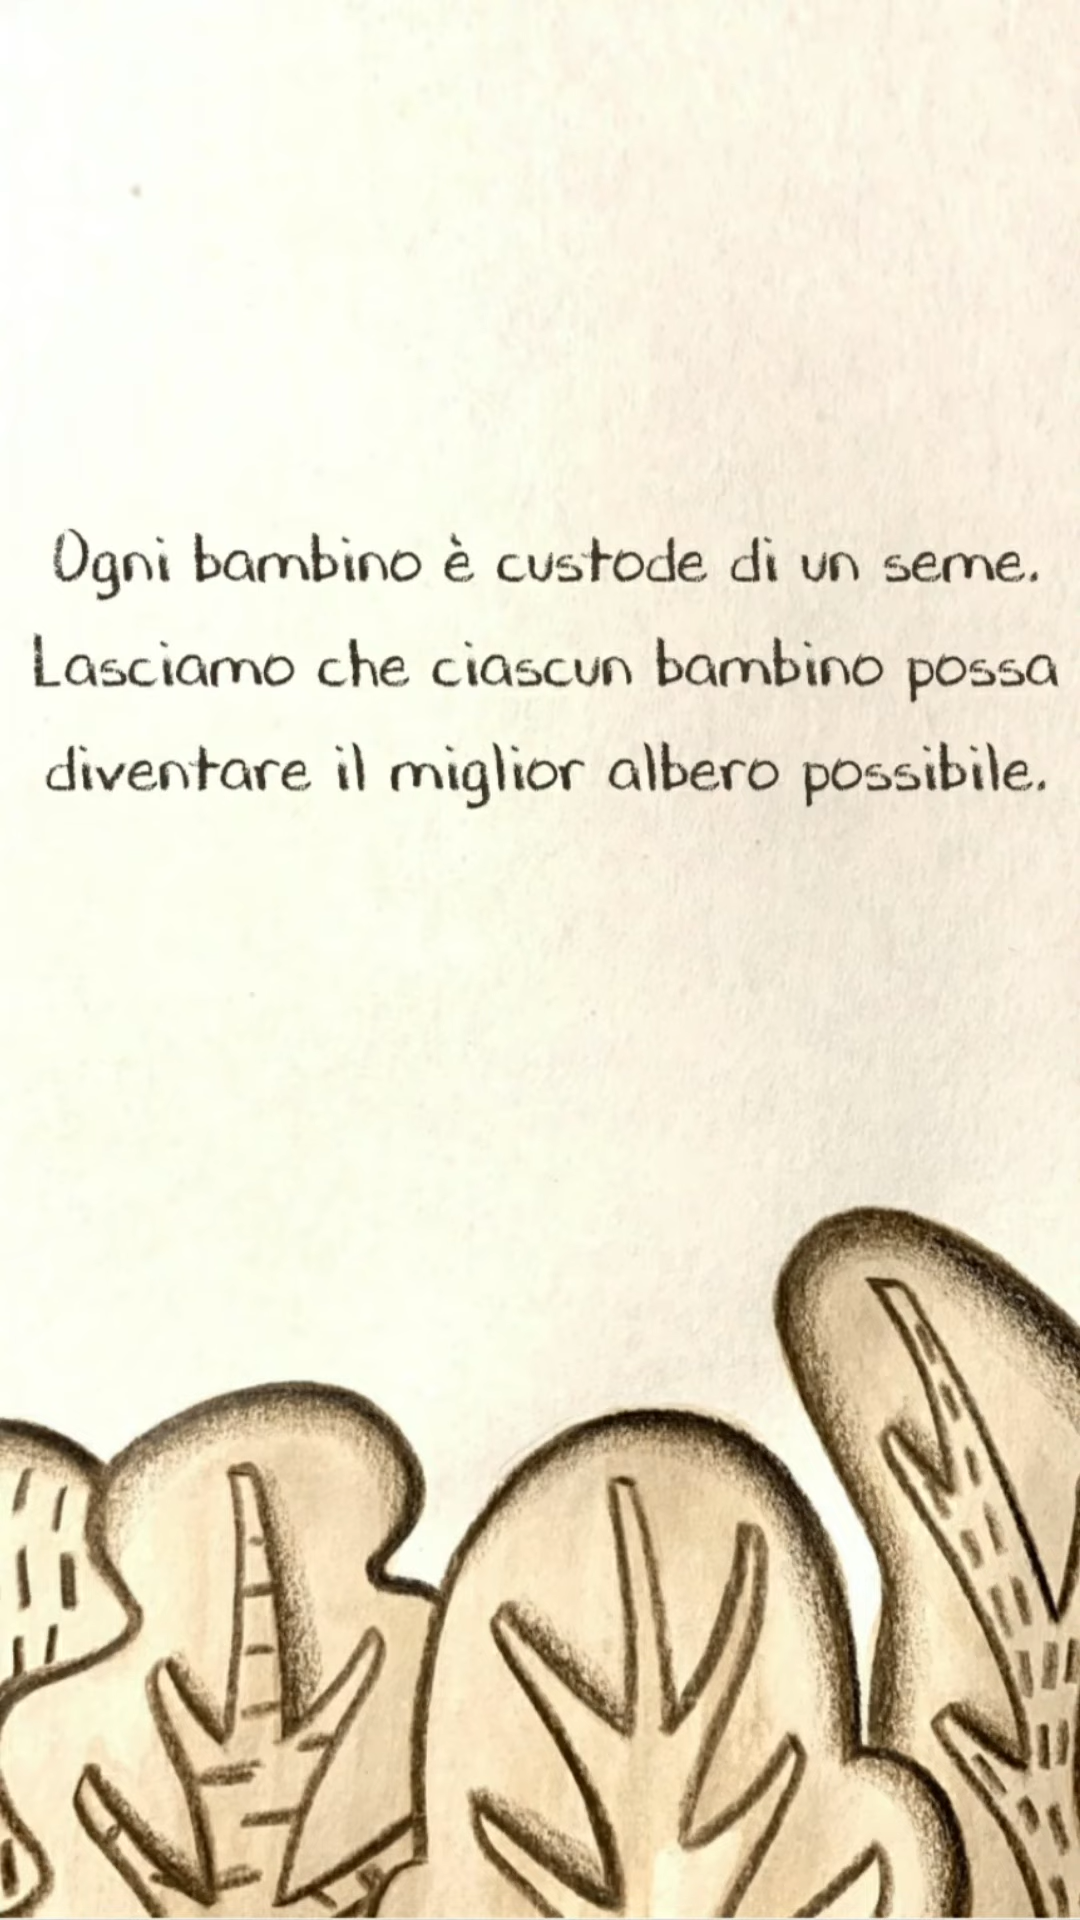 Ogni bambino è custode di un seme.
Lasciamo che ciascun bambino possa
diventare il miglior albero possibile.